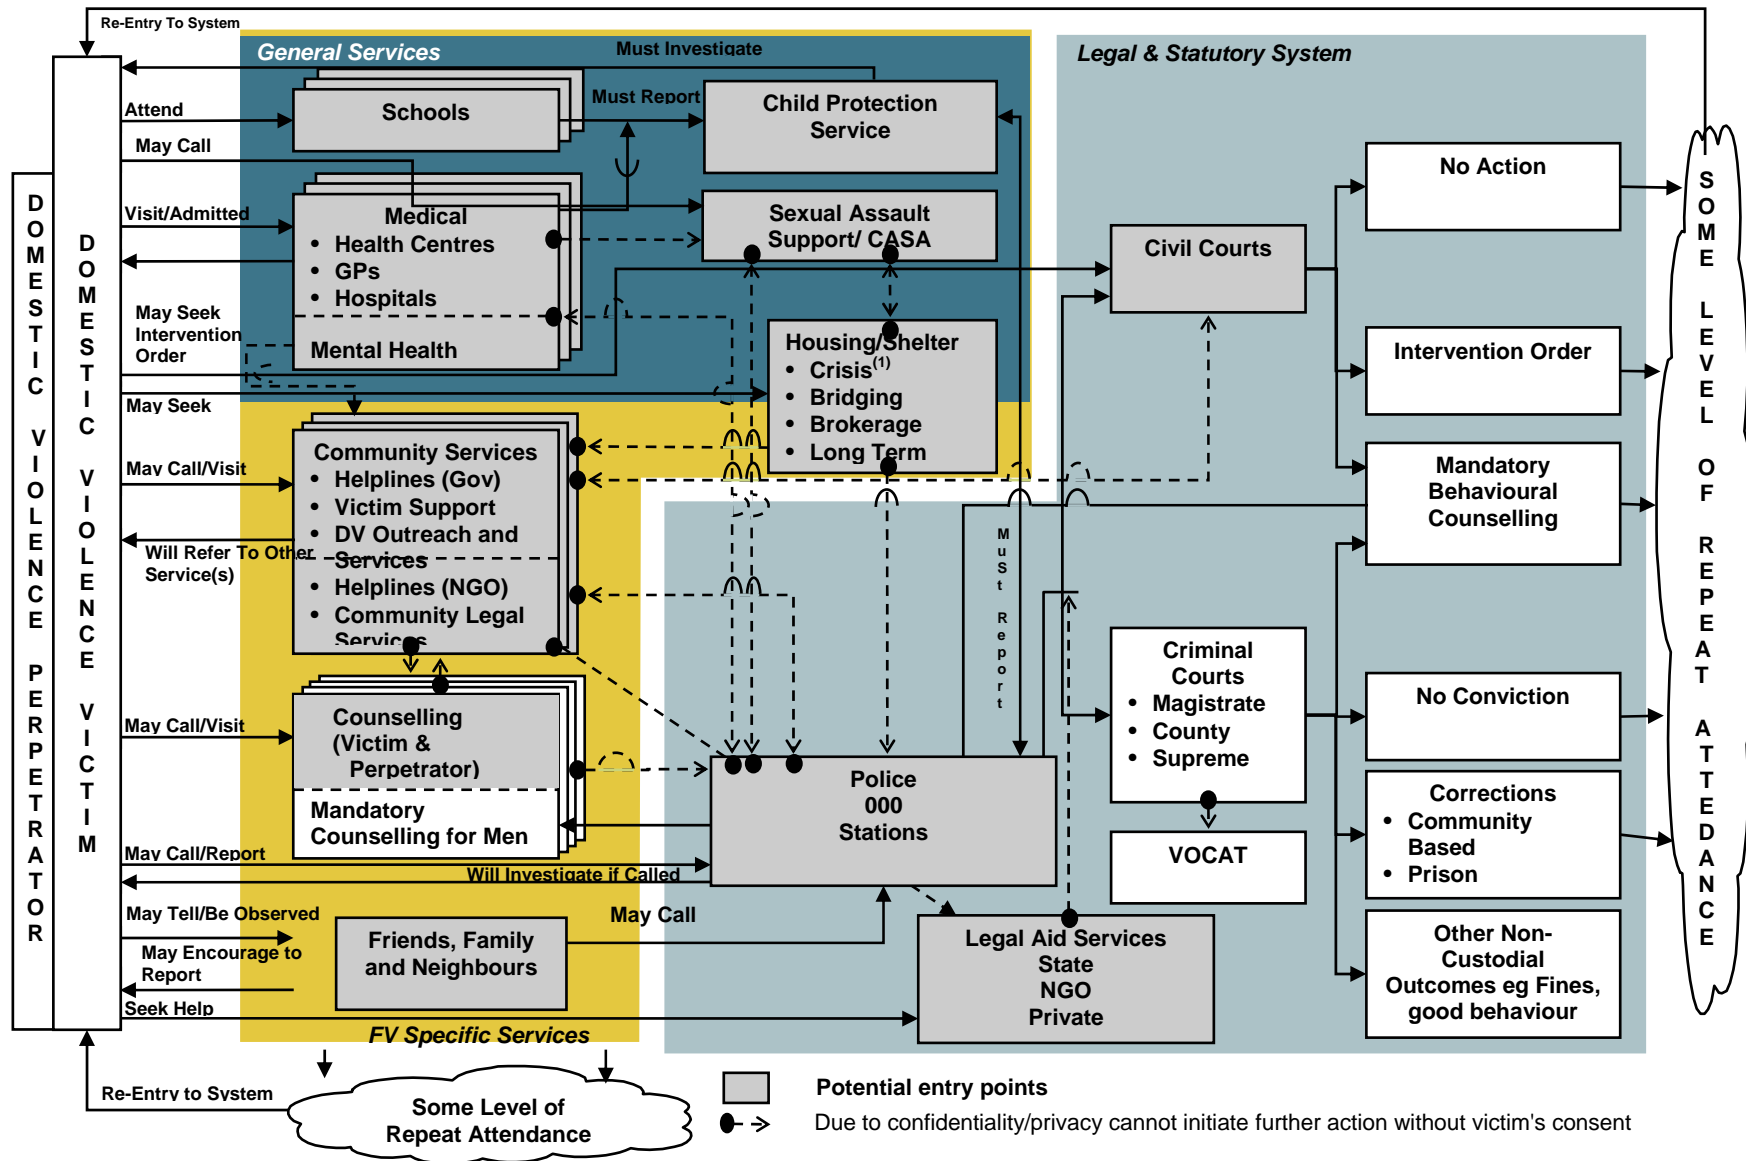 Re-Entry To System
General Services
Must Investigate
Legal & Statutory System
Attend
Schools
Must Report
Child Protection
Service
May Call
No Action
Visit/Admitted
Medical
• Health Centres
• GPs
• Hospitals
Mental Health
Sexual Assault
Support/ CASA
Civil Courts
May Seek
Intervention
Order
Housing/Shelter
• Crisis(1)
• Bridging
• Brokerage
• Long Term
Intervention Order
May Seek
May Call/Visit
Community Services
• Helplines (Gov)
• Victim Support
• DV Outreach and
Services
• Helplines (NGO)
• Community Legal
Services
Mandatory
Behavioural
Counselling
Will Refer To Other
Service(s)
MuSt Report
Criminal
Courts
• Magistrate
• County
• Supreme
No Conviction
May Call/Visit
Counselling
(Victim &
Perpetrator)
Mandatory
Counselling for Men
Police
000
Stations
VOCAT
Corrections
• Community
Based
• Prison
May Call/Report
Will Investigate if Called
May Tell/Be Observed
May Encourage to
Report
Friends, Family
and Neighbours
May Call
Legal Aid Services
State
NGO
Private
Other Non-
Custodial
Outcomes eg Fines,
good behaviour
Seek Help
FV Specific Services
DOMESTIC VIOLENCE PERPETRATOR
DOMESTIC VIOLENCE VICTIM
SOME LEVEL OF REPEAT ATTEDANCE
Re-Entry to System
Some Level of
Repeat Attendance
Potential entry points
Due to confidentiality/privacy cannot initiate further action without victim's consent